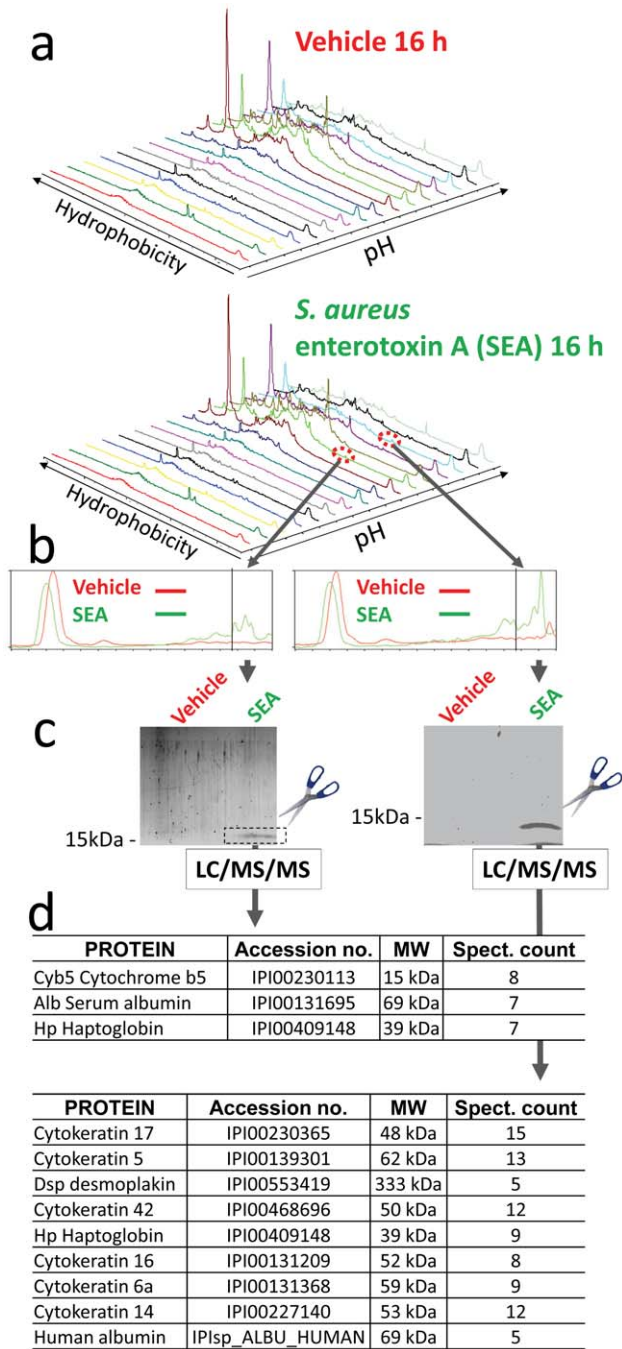 a
Vehicle 16 h
Hydrophobicity
pH
S. aureus
enterotoxin A (SEA) 16 h
Hydrophobicity
pH
b
Vehicle
SEA
Vehicle
SEA
c
Vehicle
SEA
Vehicle
SEA
15kDa -
15kDa -
LC/MS/MS
LC/MS/MS
d
PROTEIN Accession no. MW Spect. count
Cyb5 Cytochrome b5 IPI00230113 15 kDa 8
Alb Serum albumin IPI00131695 69 kDa 7
Hp Haptoglobin IPI00409148 39 kDa 7
PROTEIN Accession no. MW Spect. count
Cytokeratin 17 IPI00230365 48 kDa 15
Cytokeratin 5 IPI00139301 62 kDa 13
Dsp desmoplakin IPI00553419 333 kDa 5
Cytokeratin 42 IPI00468696 50 kDa 12
Hp Haptoglobin IPI00409148 39 kDa 9
Cytokeratin 16 IPI00131209 52 kDa 8
Cytokeratin 6a IPI00131368 59 kDa 9
Cytokeratin 14 IPI00227140 53 kDa 12
Human albumin IPIsp_ALBU_HUMAN 69 kDa 5